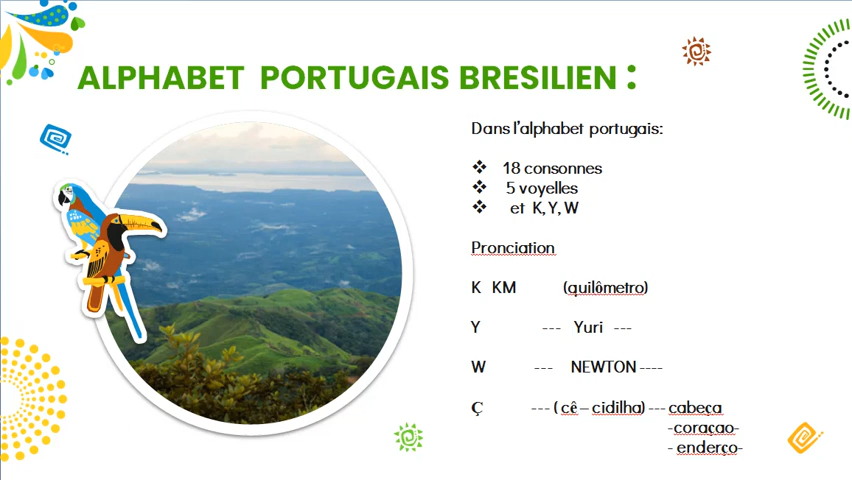 ALPHABET PORTUGAIS BRESILIEN :
Dans l'alphabet portugais:
❖ 18 consonnes
❖ 5 voyelles
❖ et K, Y, W
Pronciation
K KM (quilômetro)
Y --- Yuri ---
W --- NEWTON ----
Ç --- ( cê – cidilha) --- cabeça
-coraçao-
- enderço-